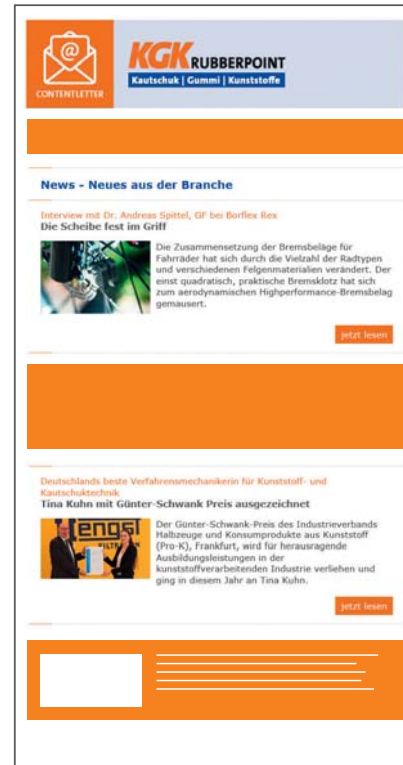 CONTENTLETTER
KGK RUBBERPOINT
Kautschuk | Gummi | Kunststoffe
News - Neues aus der Branche
Interview mit Dr. Andreas Spittel, GF bei Borflex Rex
Die Scheibe fest im Griff
Die Zusammensetzung der Bremsbeläge für
Fahrräder hat sich durch die Vielzahl der Radtypen
und verschiedenen Felgenmaterialien verändert. Der
einst quadratisch, praktische Bremsklotz hat sich
zum aerodynamischen Highperformance-Bremsbelag
gemausert.
jetzt lesen
Deutschlands beste Verfahrensmechanikerin für Kunststoff- und
Kautschuktechnik
Tina Kuhn mit Günter-Schwank Preis ausgezeichnet
engst
FILTR
Der Günter-Schwank-Preis des Industrieverbands
Halbzeuge und Konsumprodukte aus Kunststoff
(Pro-K), Frankfurt, wird für herausragende
Ausbildungsleistungen in der
kunststoffverarbeitenden Industrie verliehen und
ging in diesem Jahr an Tina Kuhn.
jetzt lesen